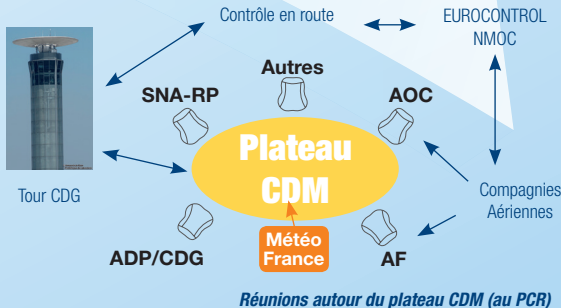 Contrôle en route
EUROCONTROL
NMOC
Autres
SNA-RP
AOC
Plateau
CDM
Tour CDG
Compagnies
Aériennes
Météo
France
ADP/CDG
AF
Réunions autour du plateau CDM (au PCR)